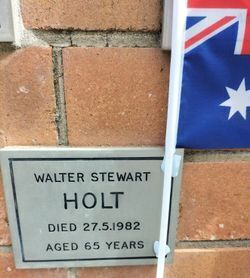 WALTER STEWART
HOLT
DIED 27.5.1982
AGED 65 YEARS